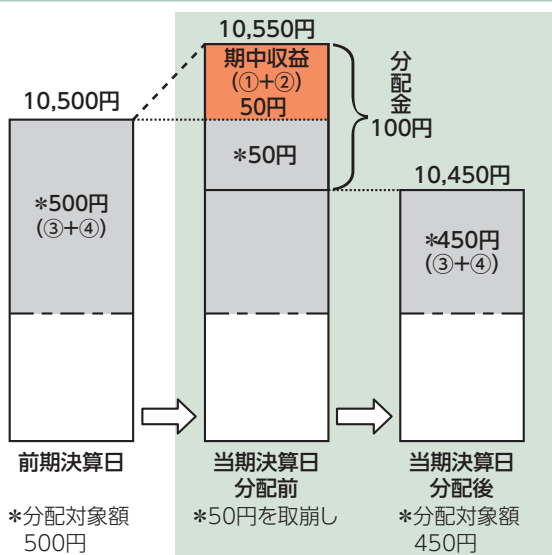 10,550円
期中収益
(①+②)
50円
分配金
100円
10,500円
*50円
10,450円
*500円
(③+④)
*450円
(③+④)
前期決算日
当期決算日
分配前
当期決算日
分配後
*分配対象額
500円
*50円を取崩し
*分配対象額
450円